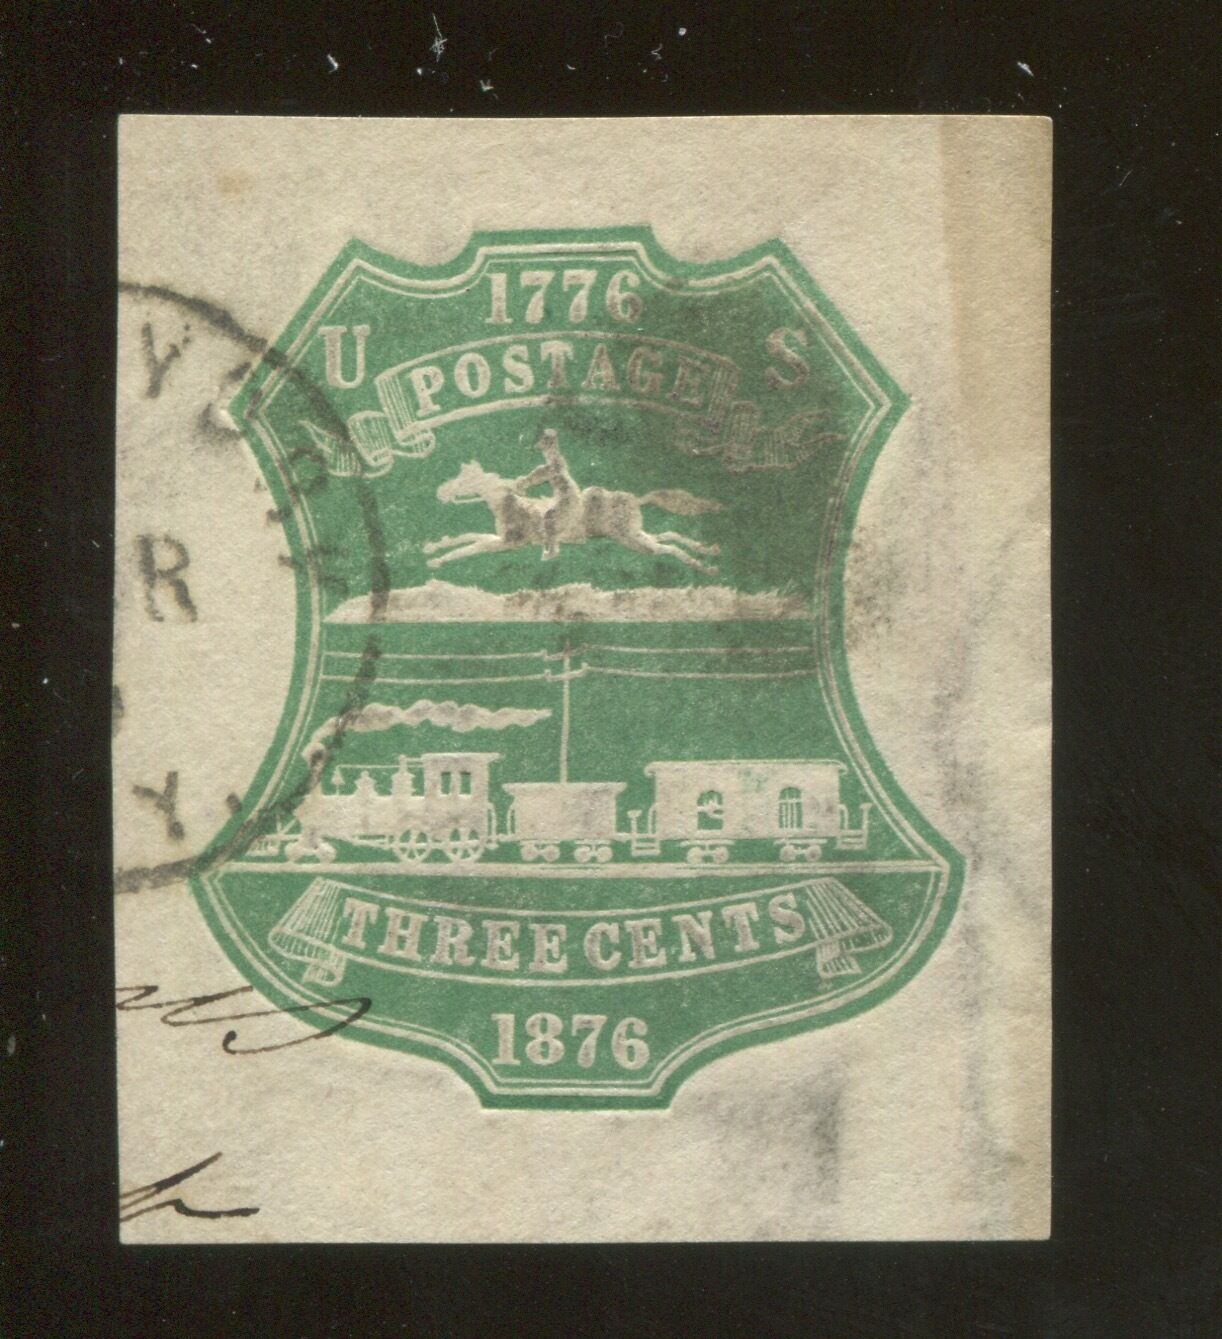 1776
U S
POSTAGE
THREE CENTS
1876